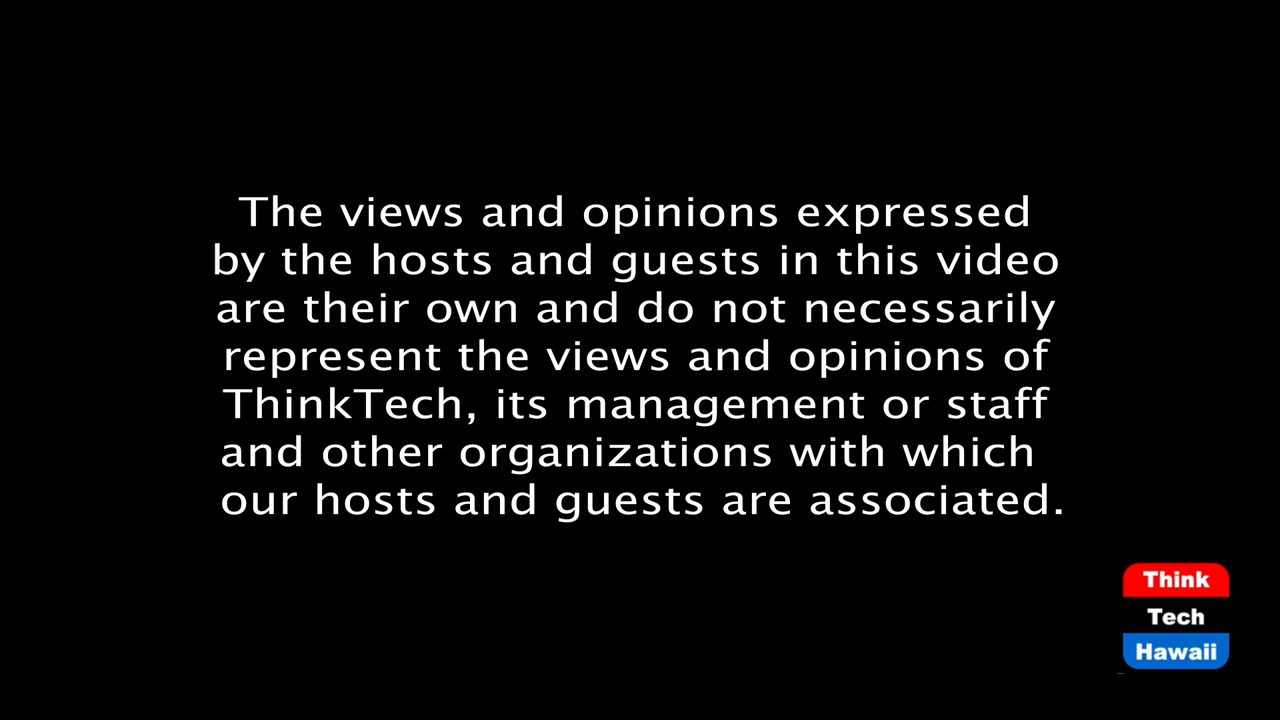 The views and opinions expressed
by the hosts and guests in this video
are their own and do not necessarily
represent the views and opinions of
ThinkTech, its management or staff
and other organizations with which
our hosts and guests are associated.
Think
Tech
Hawaii